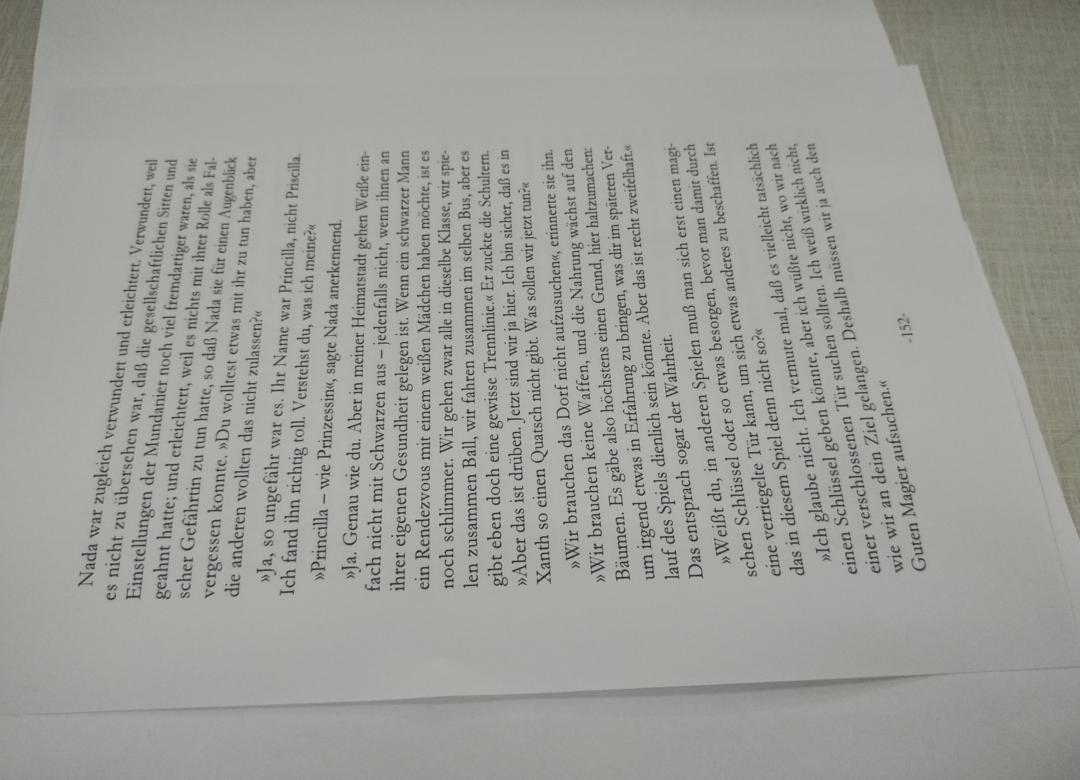 Nada war zugleich verwundert und erleichtert. Verwundert, weil
es nicht zu übersehen war, daß die gesellschaftlichen Sitten und
Einstellungen der Mundanier noch viel fremdartiger waren, als sie
geahnt hatte; und erleichtert, weil es nichts mit ihrer Rolle als Fal-
scher Gefährtin zu tun hatte, so daß Nada sie für einen Augenblick
vergessen konnte. »Du wolltest etwas mit ihr zu tun haben, aber
die anderen wollten das nicht zulassen?«
»Ja, so ungefähr war es. Ihr Name war Princilla, nicht Priscilla.
Ich fand ihn richtig toll. Verstehst du, was ich meine?«
»Princilla – wie Prinzessin«, sagte Nada anerkennend.
»Ja. Genau wie du. Aber in meiner Heimatstadt gehen Weiße ein-
fach nicht mit Schwarzen aus – jedenfalls nicht, wenn ihnen an
ihrer eigenen Gesundheit gelegen ist. Wenn ein schwarzer Mann
ein Rendezvous mit einem weißen Mädchen haben möchte, ist es
noch schlimmer. Wir gehen zwar alle in dieselbe Klasse, wir spie-
len zusammen Ball, wir fahren zusammen im selben Bus, aber es
gibt eben doch eine gewisse Trennlinie.« Er zuckte die Schultern.
»Aber das ist drüben. Jetzt sind wir ja hier. Ich bin sicher, daß es in
Xanth so einen Quatsch nicht gibt. Was sollen wir jetzt tun?«
»Wir brauchen das Dorf nicht aufzusuchen«, erinnerte sie ihn.
»Wir brauchen keine Waffen, und die Nahrung wächst auf den
Bäumen. Es gäbe also höchstens einen Grund, hier haltzumachen:
um irgend etwas in Erfahrung zu bringen, was dir im späteren Ver-
lauf des Spiels dienlich sein könnte. Aber das ist recht zweifelhaft.«
Das entsprach sogar der Wahrheit.
»Weißt du, in anderen Spielen muß man sich erst einen magi-
schen Schlüssel oder so etwas besorgen, bevor man damit durch
eine verriegelte Tür kann, um sich etwas anderes zu beschaffen. Ist
das in diesem Spiel denn nicht so?«
»Ich glaube nicht. Ich vermute mal, daß es vielleicht tatsächlich
einen Schlüssel geben könnte, aber ich wüßte nicht, wo wir nach
einer verschlossenen Tür suchen sollten. Ich weiß wirklich nicht,
wie wir an dein Ziel gelangen. Deshalb müssen wir ja auch den
Guten Magier aufsuchen.«
-152-